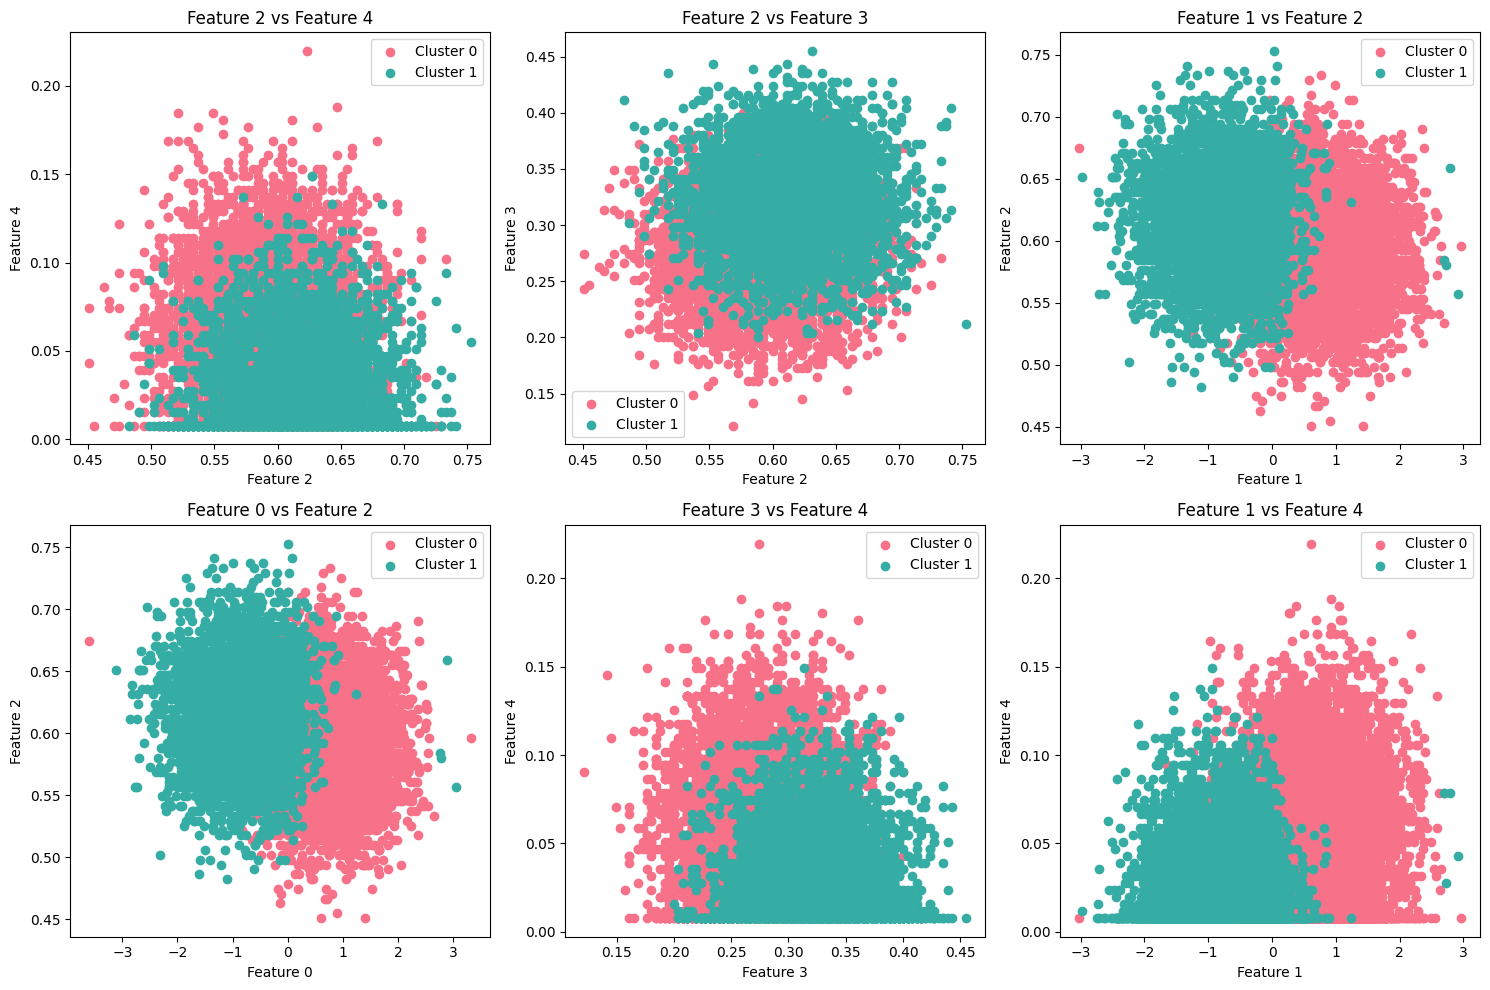 Feature 2 vs Feature 4
Cluster 0
Cluster 1
0.20
0.15
0.10
0.05
0.00
Feature 4
0.45 0.50 0.55 0.60 0.65 0.70 0.75
Feature 2
Feature 2 vs Feature 3
0.45
0.40
0.35
0.30
0.25
0.20
0.15
Feature 3
Cluster 0
Cluster 1
0.45 0.50 0.55 0.60 0.65 0.70 0.75
Feature 2
Feature 1 vs Feature 2
Cluster 0
Cluster 1
0.75
0.70
0.65
0.60
0.55
0.50
0.45
Feature 2
−3 −2 −1 0 1 2 3
Feature 1
Feature 0 vs Feature 2
Cluster 0
Cluster 1
0.75
0.70
0.65
0.60
0.55
0.50
0.45
Feature 2
−3 −2 −1 0 1 2 3
Feature 0
Feature 3 vs Feature 4
Cluster 0
Cluster 1
0.20
0.15
0.10
0.05
0.00
Feature 4
0.15 0.20 0.25 0.30 0.35 0.40 0.45
Feature 3
Feature 1 vs Feature 4
Cluster 0
Cluster 1
0.20
0.15
0.10
0.05
0.00
Feature 4
−3 −2 −1 0 1 2 3
Feature 1